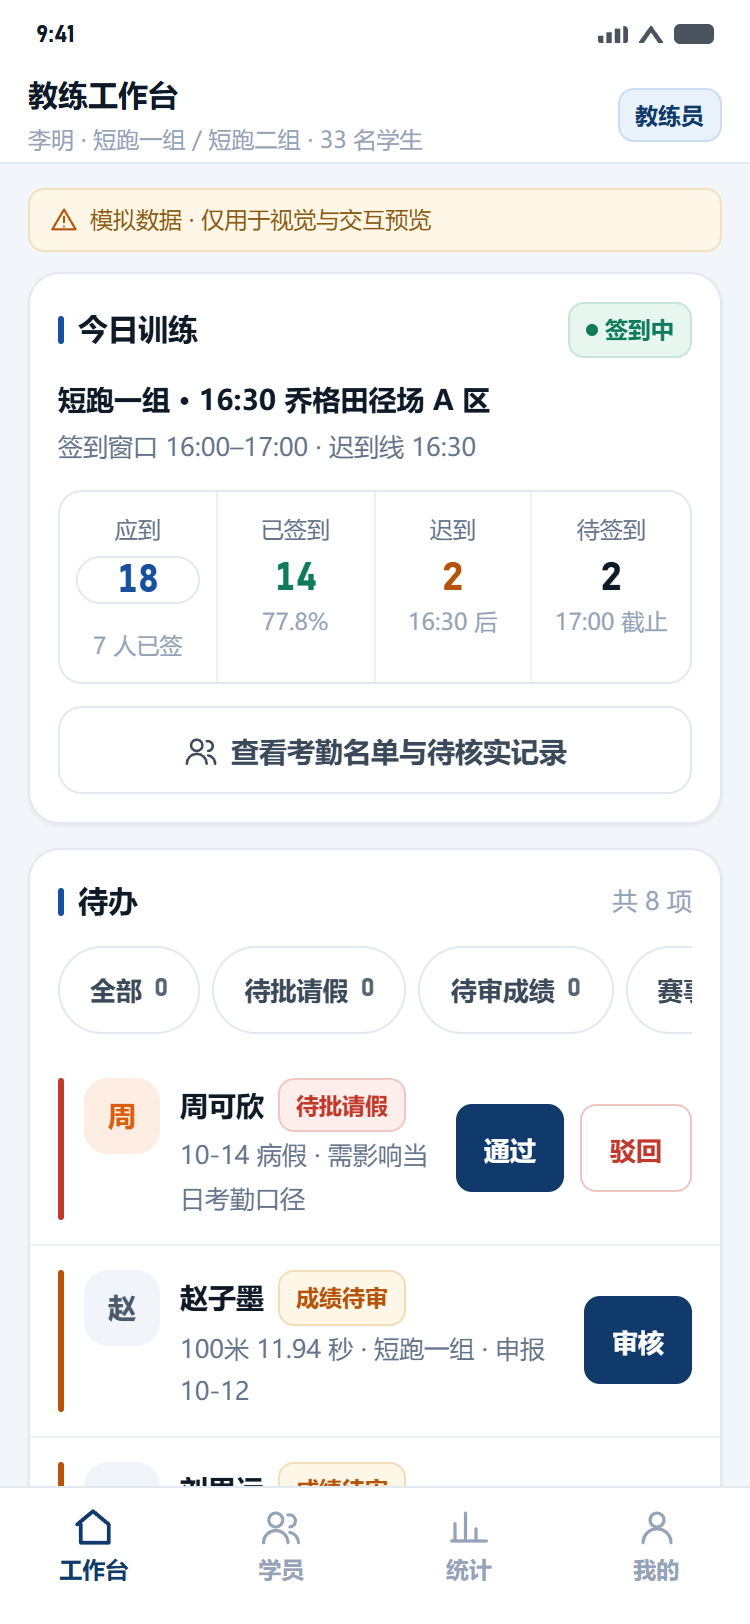 9:41
教练工作台
李明 · 短跑一组 / 短跑二组 · 33 名学生
教练员
模拟数据 · 仅用于视觉与交互预览
今日训练
签到中
短跑一组 • 16:30 乔格田径场 A 区
签到窗口 16:00–17:00 · 迟到线 16:30
应到
18
7 人已签
已签到
14
77.8%
迟到
2
16:30 后
待签到
2
17:00 截止
查看考勤名单与待核实记录
待办
共 8 项
全部 0
待批请假 0
待审成绩 0
赛事
周
周可欣
待批请假
10-14 病假 · 需影响当
日考勤口径
通过
驳回
赵
赵子墨
成绩待审
100米 11.94 秒 · 短跑一组 · 申报
10-12
审核
成绩待审
工作台
学员
统计
我的